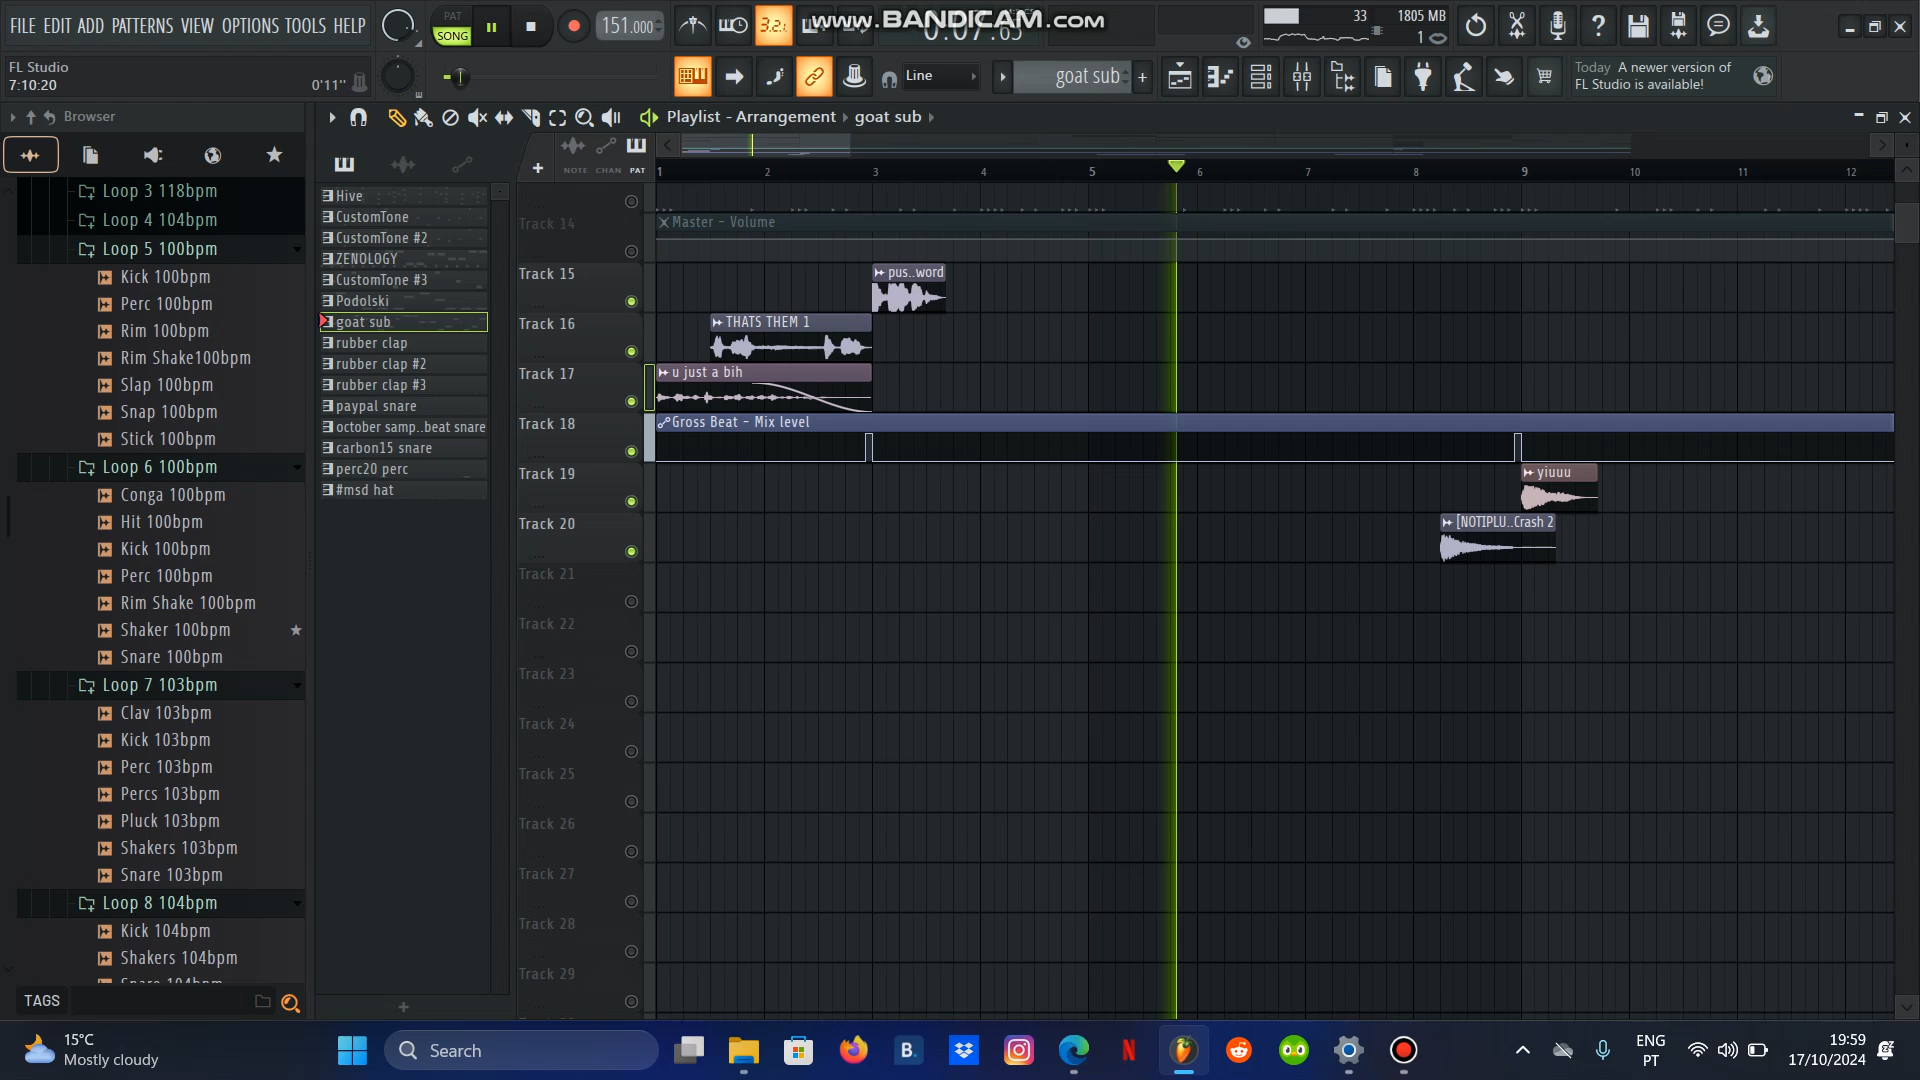 FILE EDIT ADD PATTERNS VIEW OPTIONS TOOLS HELP
PAT
SONG
151.000
3.2.
www.BANDICAM.com
0:07:65
33
1805 MB
1
FL Studio
7:10:20
0'11''
Line
goat sub
Today A newer version of
FL Studio is available!
Browser
Playlist - Arrangement
goat sub
NOTE CHAN PAT
1 2 3 4 5 6 7 8 9 10 11 12
Loop 3 118bpm
Loop 4 104bpm
Loop 5 100bpm
Kick 100bpm
Perc 100bpm
Rim 100bpm
Rim Shake100bpm
Slap 100bpm
Snap 100bpm
Stick 100bpm
Loop 6 100bpm
Conga 100bpm
Hit 100bpm
Kick 100bpm
Perc 100bpm
Rim Shake 100bpm
Shaker 100bpm
Snare 100bpm
Loop 7 103bpm
Clav 103bpm
Kick 103bpm
Perc 103bpm
Percs 103bpm
Pluck 103bpm
Shakers 103bpm
Snare 103bpm
Loop 8 104bpm
Kick 104bpm
Shakers 104bpm
Snare 104bpm
TAGS
Hive
CustomTone
CustomTone #2
ZENOLOGY
CustomTone #3
Podolski
goat sub
rubber clap
rubber clap #2
rubber clap #3
paypal snare
october samp..beat snare
carbon15 snare
perc20 perc
#msd hat
Track 14
Master - Volume
Track 15
pus..word
Track 16
THATS THEM 1
Track 17
u just a bih
Track 18
Gross Beat - Mix level
Track 19
yiuuu
Track 20
[NOTIPLU..Crash 2
Track 21
Track 22
Track 23
Track 24
Track 25
Track 26
Track 27
Track 28
Track 29
15°C
Mostly cloudy
Search
B.
N
ENG
PT
19:59
17/10/2024